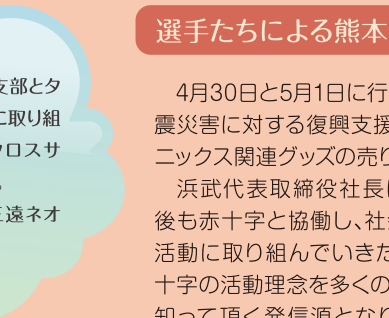 支部とタ
に取り組
クロスサ
三遠ネオ
選手たちによる熊本
4月30日と5月1日に行
震災害に対する復興支援
ニックス関連グッズの売り
浜武代表取締役社長は
後も赤十字と協働し、社会
活動に取り組んでいきた
十字の活動理念を多くの
知って頂く発信源となり